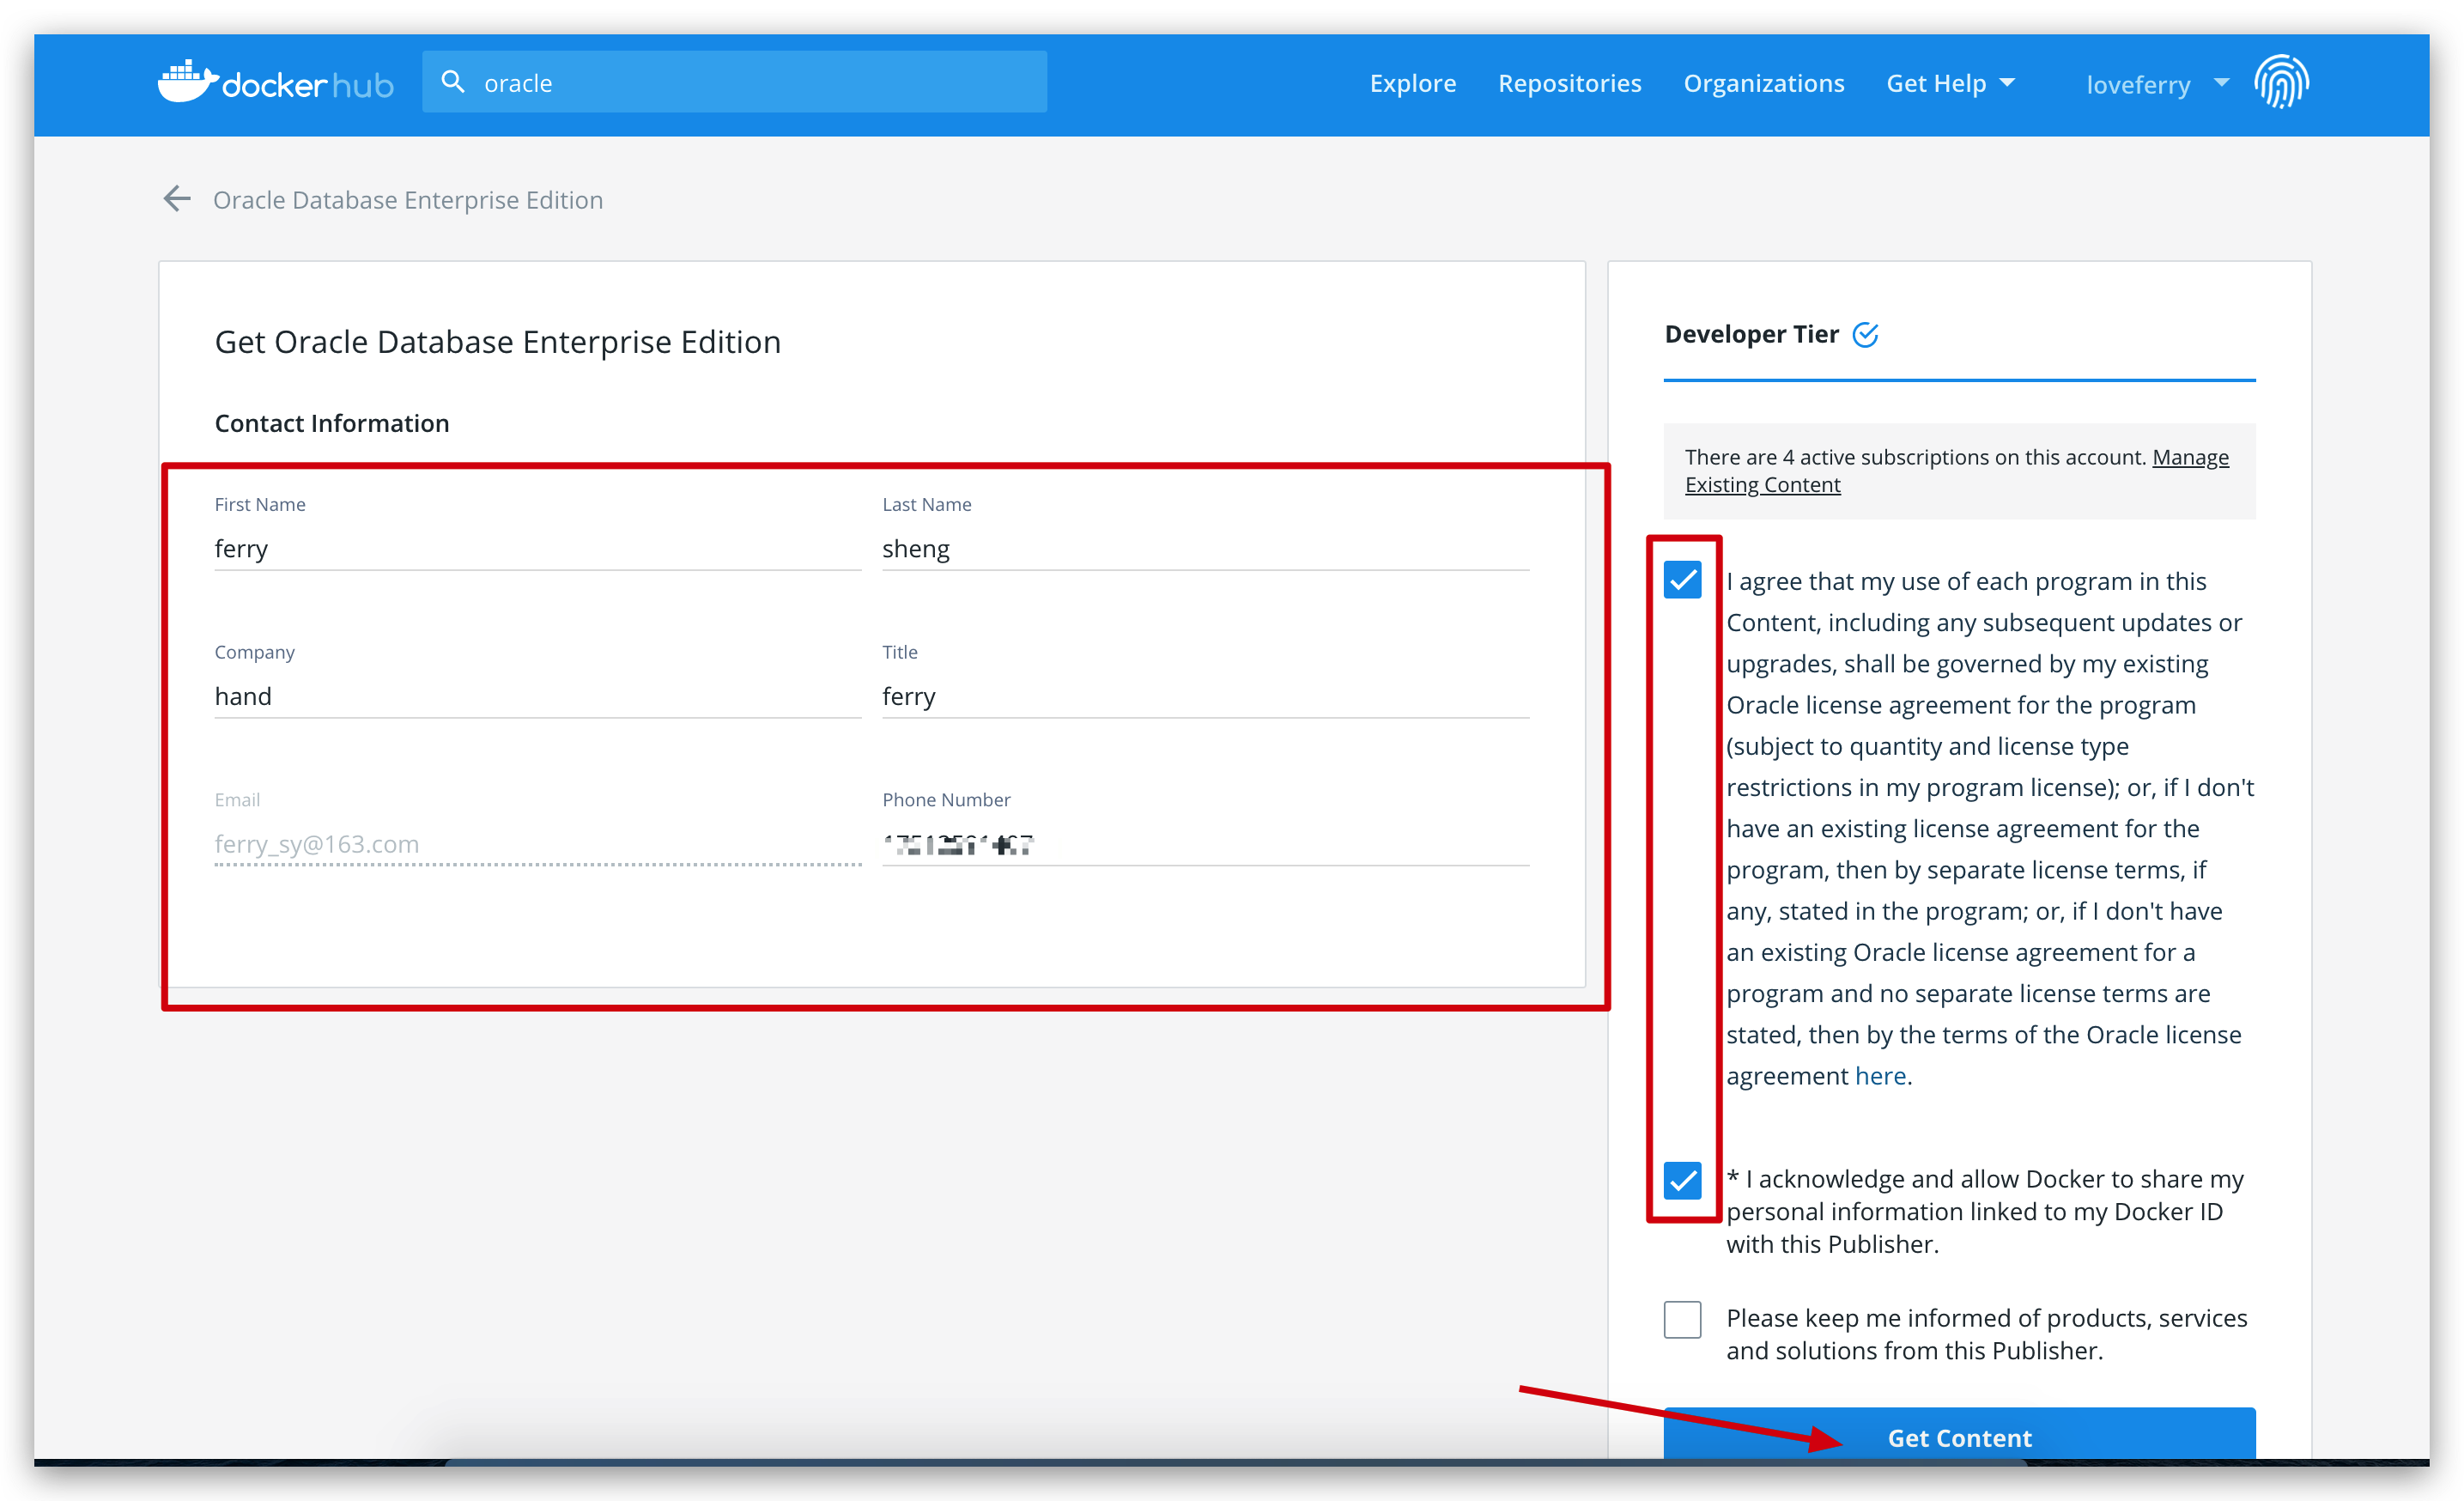 docker hub
oracle
Explore
Repositories
Organizations
Get Help
loveferry
Oracle Database Enterprise Edition
Get Oracle Database Enterprise Edition
Contact Information
First Name
ferry
Last Name
sheng
Company
hand
Title
ferry
Email
ferry_sy@163.com
Phone Number
Developer Tier
There are 4 active subscriptions on this account. Manage
Existing Content
I agree that my use of each program in this
Content, including any subsequent updates or
upgrades, shall be governed by my existing
Oracle license agreement for the program
(subject to quantity and license type
restrictions in my program license); or, if I don't
have an existing license agreement for the
program, then by separate license terms, if
any, stated in the program; or, if I don't have
an existing Oracle license agreement for a
program and no separate license terms are
stated, then by the terms of the Oracle license
agreement here.
* I acknowledge and allow Docker to share my
personal information linked to my Docker ID
with this Publisher.
Please keep me informed of products, services
and solutions from this Publisher.
Get Content